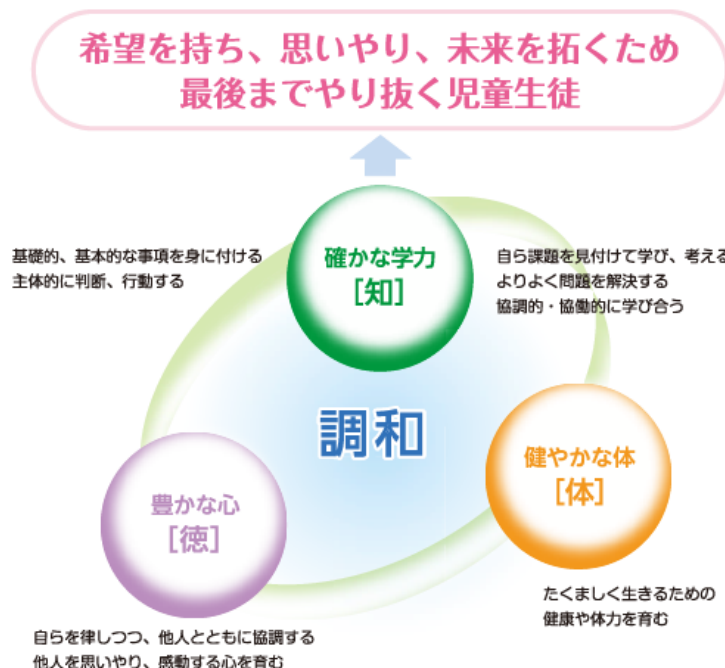 希望を持ち、思いやり、未来を拓くため
最後までやり抜く児童生徒
基礎的、基本的な事項を身に付ける
主体的に判断、行動する
確かな学力
[知]
自ら課題を見付けて学び、考える
よりよく問題を解決する
協調的・協働的に学び合う
調和
豊かな心
[徳]
健やかな体
[体]
たくましく生きるための
健康や体力を育む
自らを律しつつ、他人とともに協調する
他人を思いやり、感動する心を育む